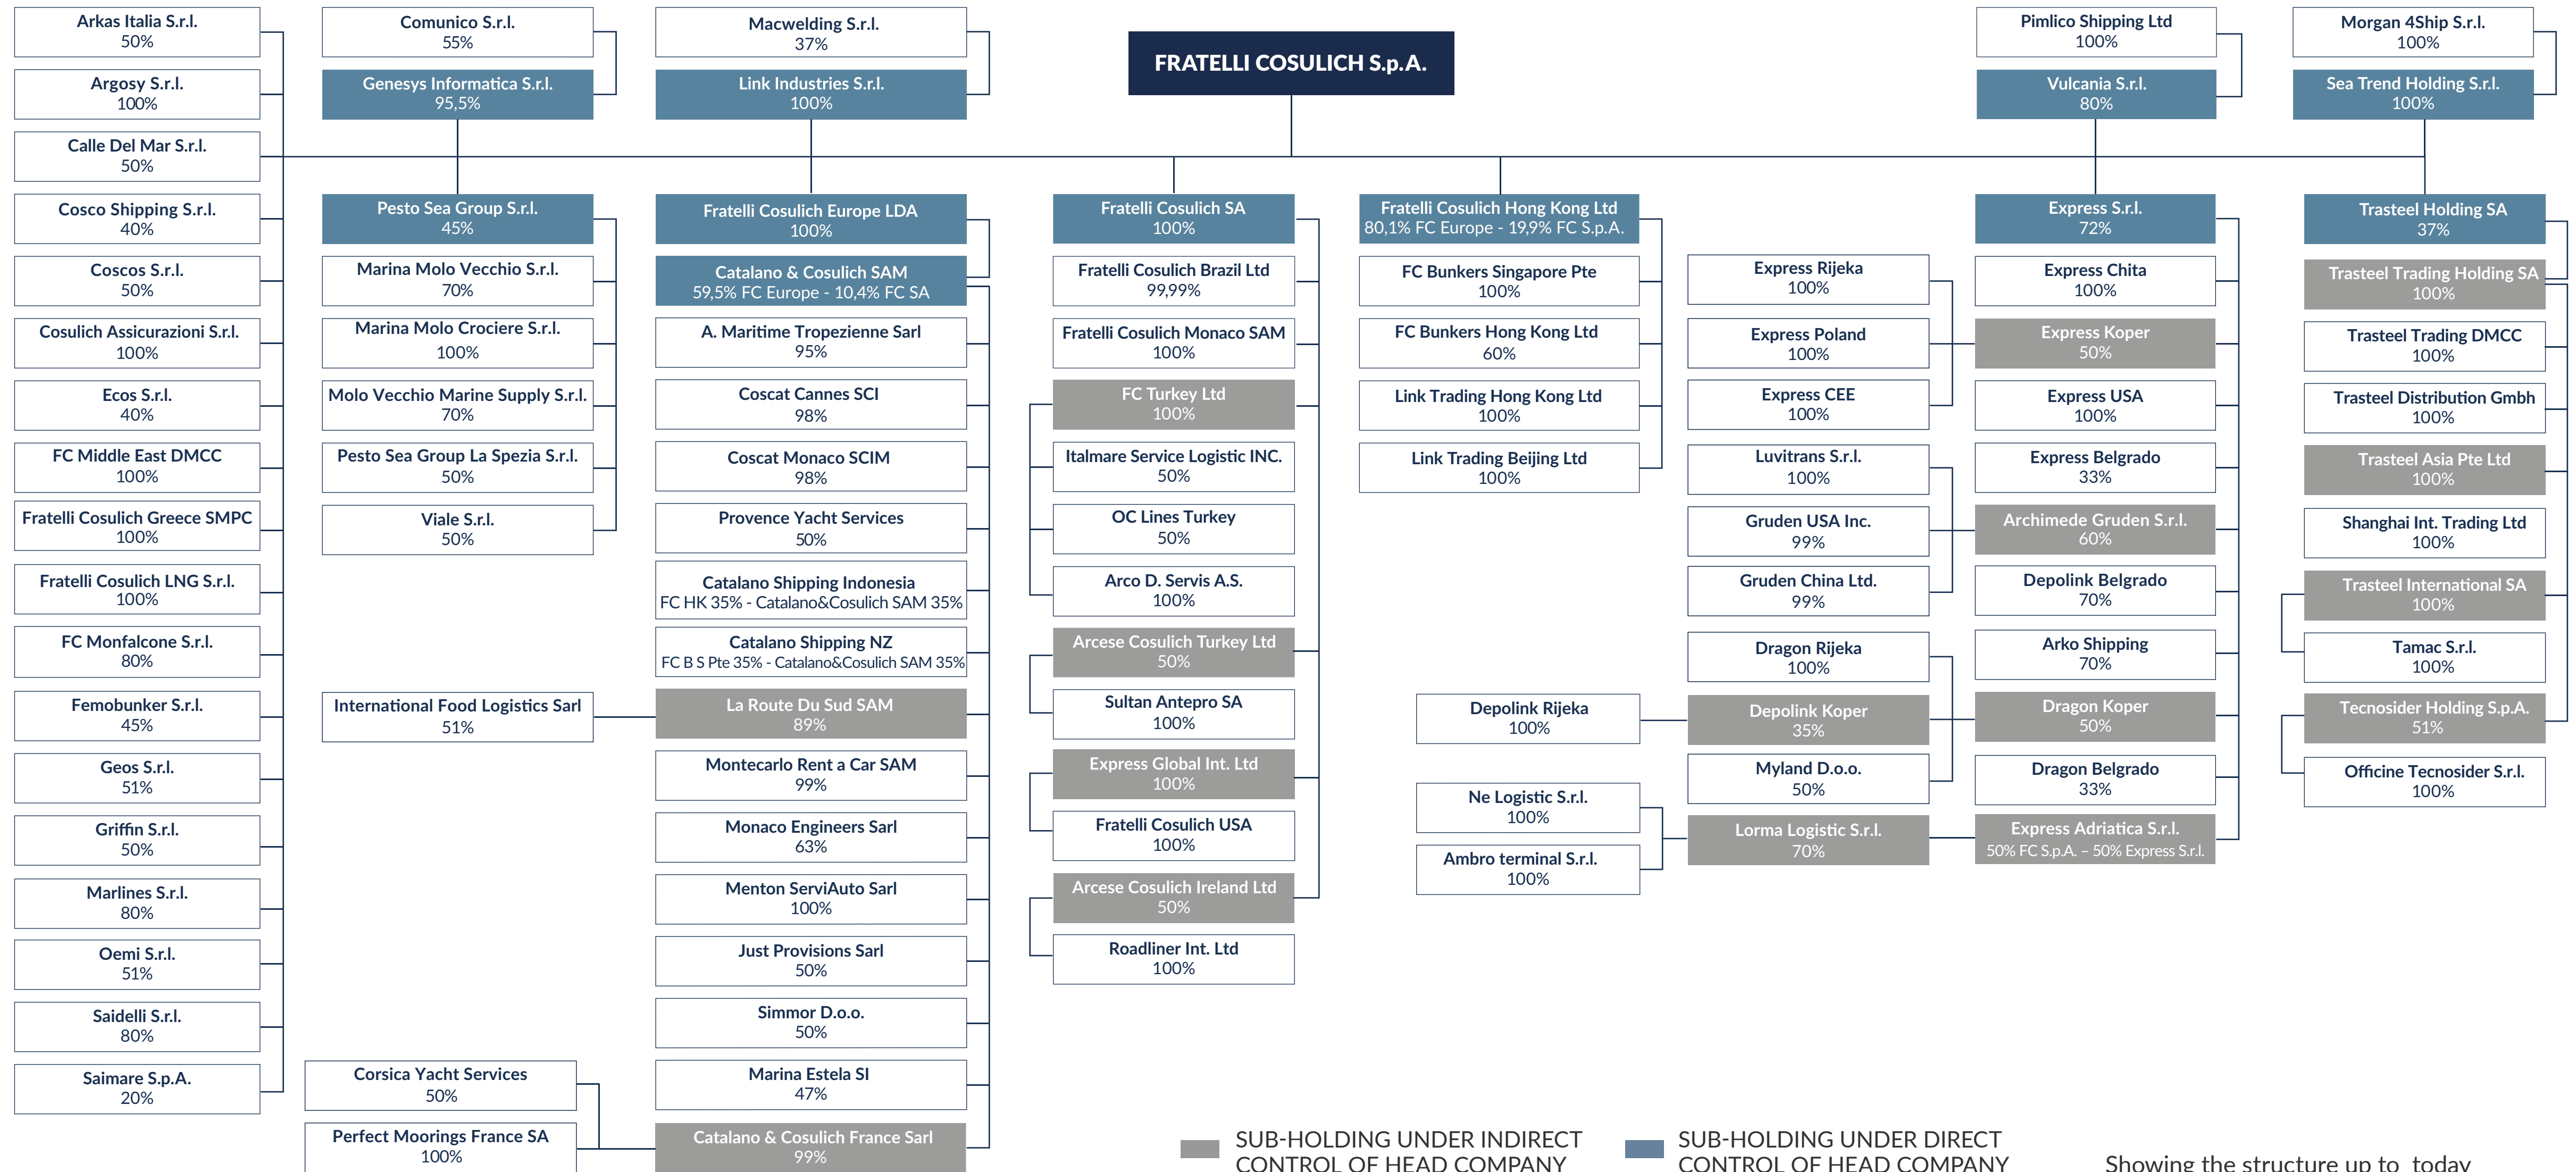 FRATELLI COSULICH S.p.A.
Arkas Italia S.r.l.
50%
Argosy S.r.l.
100%
Calle Del Mar S.r.l.
50%
Cosco Shipping S.r.l.
40%
Coscos S.r.l.
50%
Cosulich Assicurazioni S.r.l.
100%
Ecos S.r.l.
40%
FC Middle East DMCC
100%
Fratelli Cosulich Greece SMPC
100%
Fratelli Cosulich LNG S.r.l.
100%
FC Monfalcone S.r.l.
80%
Femobunker S.r.l.
45%
Geos S.r.l.
51%
Griffin S.r.l.
50%
Marlines S.r.l.
80%
Oemi S.r.l.
51%
Saidelli S.r.l.
80%
Saimare S.p.A.
20%
Comunico S.r.l.
55%
Genesys Informatica S.r.l.
95,5%
Pesto Sea Group S.r.l.
45%
Marina Molo Vecchio S.r.l.
70%
Marina Molo Crociere S.r.l.
100%
Molo Vecchio Marine Supply S.r.l.
70%
Pesto Sea Group La Spezia S.r.l.
50%
Viale S.r.l.
50%
International Food Logistics Sarl
51%
Corsica Yacht Services
50%
Perfect Moorings France SA
100%
Macwelding S.r.l.
37%
Link Industries S.r.l.
100%
Fratelli Cosulich Europe LDA
100%
Catalano & Cosulich SAM
59,5% FC Europe - 10,4% FC SA
A. Maritime Tropezienne Sarl
95%
Coscat Cannes SCI
98%
Coscat Monaco SCIM
98%
Provence Yacht Services
50%
Catalano Shipping Indonesia
FC HK 35% - Catalano&Cosulich SAM 35%
Catalano Shipping NZ
FC B S Pte 35% - Catalano&Cosulich SAM 35%
La Route Du Sud SAM
89%
Montecarlo Rent a Car SAM
99%
Monaco Engineers Sarl
63%
Menton ServiAuto Sarl
100%
Just Provisions Sarl
50%
Simmor D.o.o.
50%
Marina Estela SI
47%
Catalano & Cosulich France Sarl
99%
Fratelli Cosulich SA
100%
Fratelli Cosulich Brazil Ltd
99,99%
Fratelli Cosulich Monaco SAM
100%
FC Turkey Ltd
100%
Italmare Service Logistic INC.
50%
OC Lines Turkey
50%
Arco D. Servis A.S.
100%
Arcese Cosulich Turkey Ltd
50%
Sultan Antepro SA
100%
Express Global Int. Ltd
100%
Fratelli Cosulich USA
100%
Arcese Cosulich Ireland Ltd
50%
Roadliner Int. Ltd
100%
Fratelli Cosulich Hong Kong Ltd
80,1% FC Europe - 19,9% FC S.p.A.
FC Bunkers Singapore Pte
100%
FC Bunkers Hong Kong Ltd
60%
Link Trading Hong Kong Ltd
100%
Link Trading Beijing Ltd
100%
Depolink Rijeka
100%
Ne Logistic S.r.l.
100%
Ambro terminal S.r.l.
100%
Express Rijeka
100%
Express Poland
100%
Express CEE
100%
Luvitrans S.r.l.
100%
Gruden USA Inc.
99%
Gruden China Ltd.
99%
Dragon Rijeka
100%
Depolink Koper
35%
Myland D.o.o.
50%
Lorma Logistic S.r.l.
70%
Pimlico Shipping Ltd
100%
Vulcania S.r.l.
80%
Express S.r.l.
72%
Express Chita
100%
Express Koper
50%
Express USA
100%
Express Belgrado
33%
Archimede Gruden S.r.l.
60%
Depolink Belgrado
70%
Arko Shipping
70%
Dragon Koper
50%
Dragon Belgrado
33%
Express Adriatica S.r.l.
50% FC S.p.A. – 50% Express S.r.l.
Morgan 4Ship S.r.l.
100%
Sea Trend Holding S.r.l.
100%
Trasteel Holding SA
37%
Trasteel Trading Holding SA
100%
Trasteel Trading DMCC
100%
Trasteel Distribution Gmbh
100%
Trasteel Asia Pte Ltd
100%
Shanghai Int. Trading Ltd
100%
Trasteel International SA
100%
Tamac S.r.l.
100%
Tecnosider Holding S.p.A.
51%
Officine Tecnosider S.r.l.
100%
SUB-HOLDING UNDER INDIRECT
CONTROL OF HEAD COMPANY
SUB-HOLDING UNDER DIRECT
CONTROL OF HEAD COMPANY
Showing the structure up to today